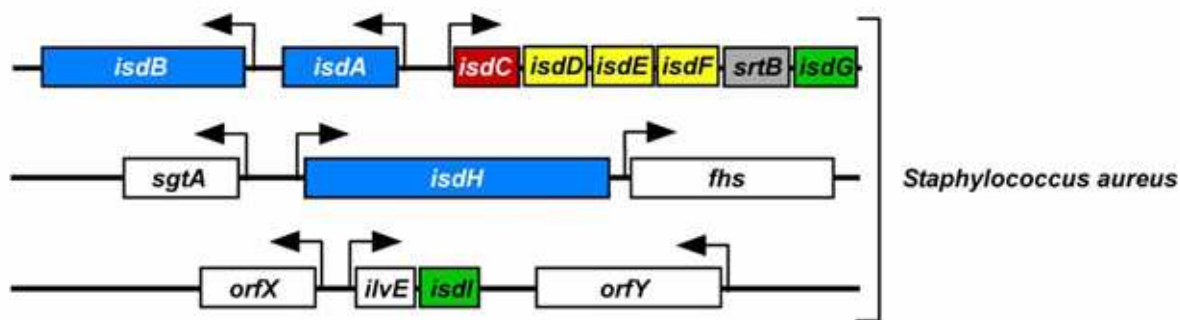 isdB isdA isdC isdD isdE isdF srtB isdG
sgtA isdH fhs Staphylococcus aureus
orfX ilvE isdI orfY